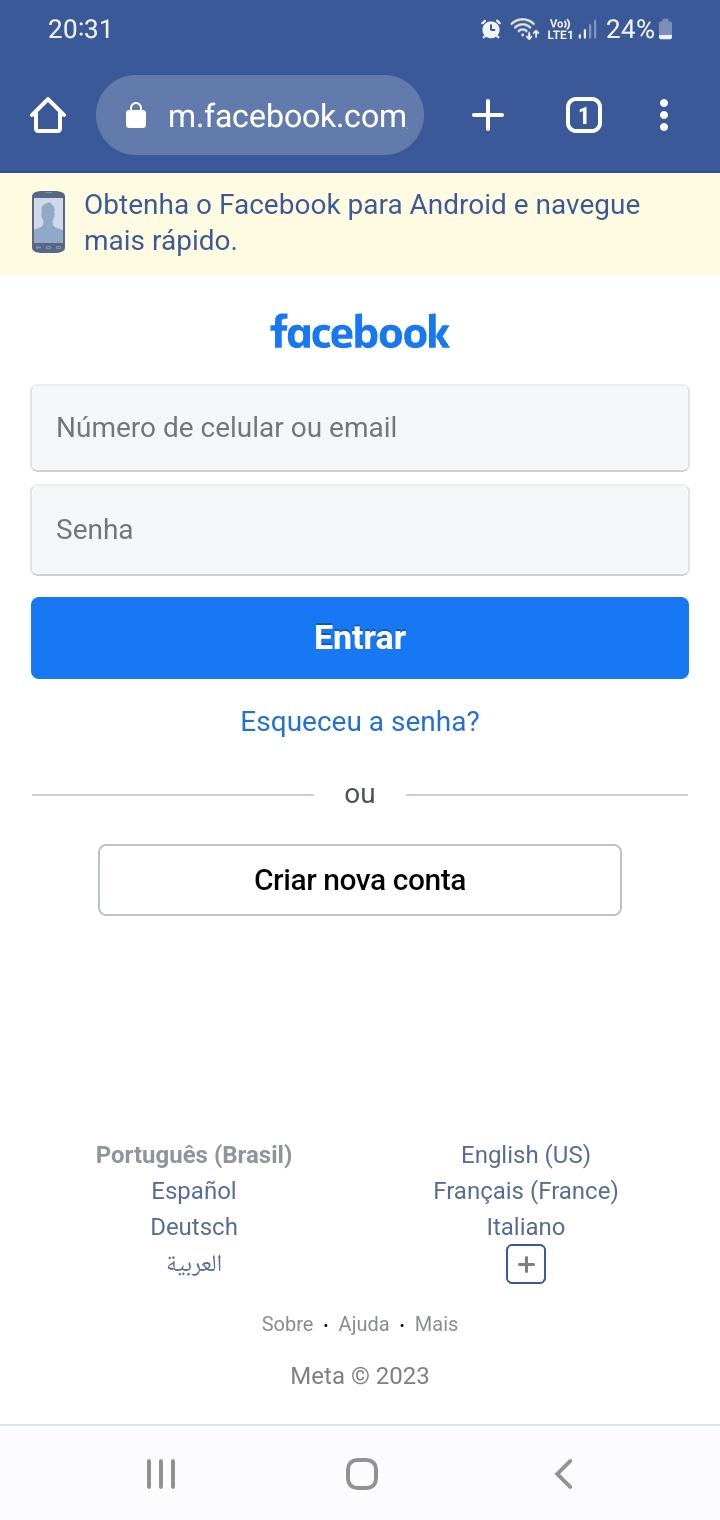 20:31
Vo))
LTE1
24%
m.facebook.com
1
Obtenha o Facebook para Android e navegue
mais rápido.
facebook
Número de celular ou email
Senha
Entrar
Esqueceu a senha?
ou
Criar nova conta
Português (Brasil)
English (US)
Español
Français (France)
Deutsch
Italiano
العربية
Sobre · Ajuda · Mais
Meta © 2023